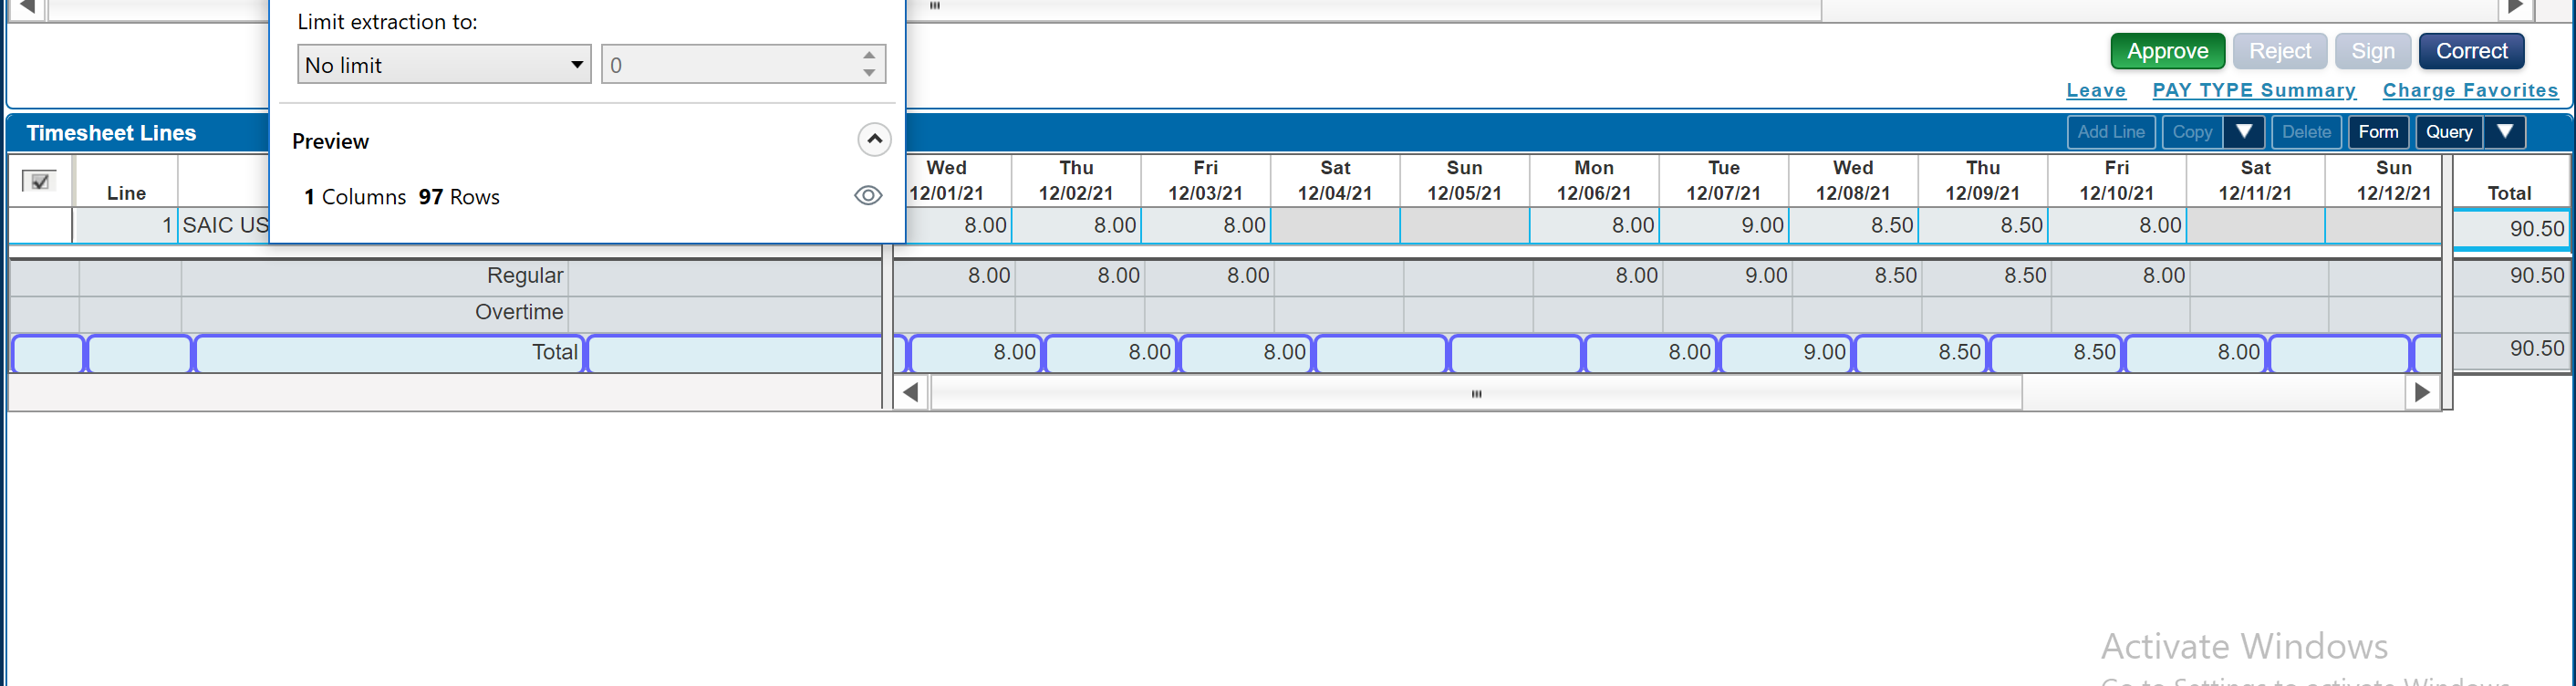 Limit extraction to:
No limit 0
Approve Reject Sign Correct
Leave PAY TYPE Summary Charge Favorites
Timesheet Lines
Add Line Copy Delete Form Query
Preview
1 Columns 97 Rows
Line
Wed Thu Fri Sat Sun Mon Tue Wed Thu Fri Sat Sun
12/01/21 12/02/21 12/03/21 12/04/21 12/05/21 12/06/21 12/07/21 12/08/21 12/09/21 12/10/21 12/11/21 12/12/21 Total
1 SAIC US 8.00 8.00 8.00 8.00 9.00 8.50 8.50 8.00 90.50
Regular 8.00 8.00 8.00 8.00 9.00 8.50 8.50 8.00 90.50
Overtime
Total 8.00 8.00 8.00 8.00 9.00 8.50 8.50 8.00 90.50
Activate Windows
Go to Settings to activate Windows.